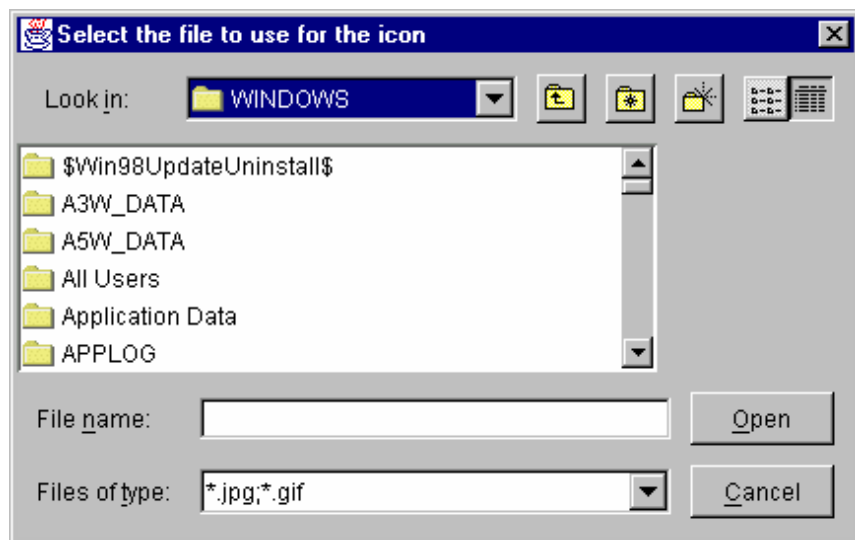 Select the file to use for the icon
Look in:
WINDOWS
$Win98UpdateUninstall$
A3W_DATA
A5W_DATA
All Users
Application Data
APPLOG
File name:
Open
Files of type:
*.jpg;*.gif
Cancel